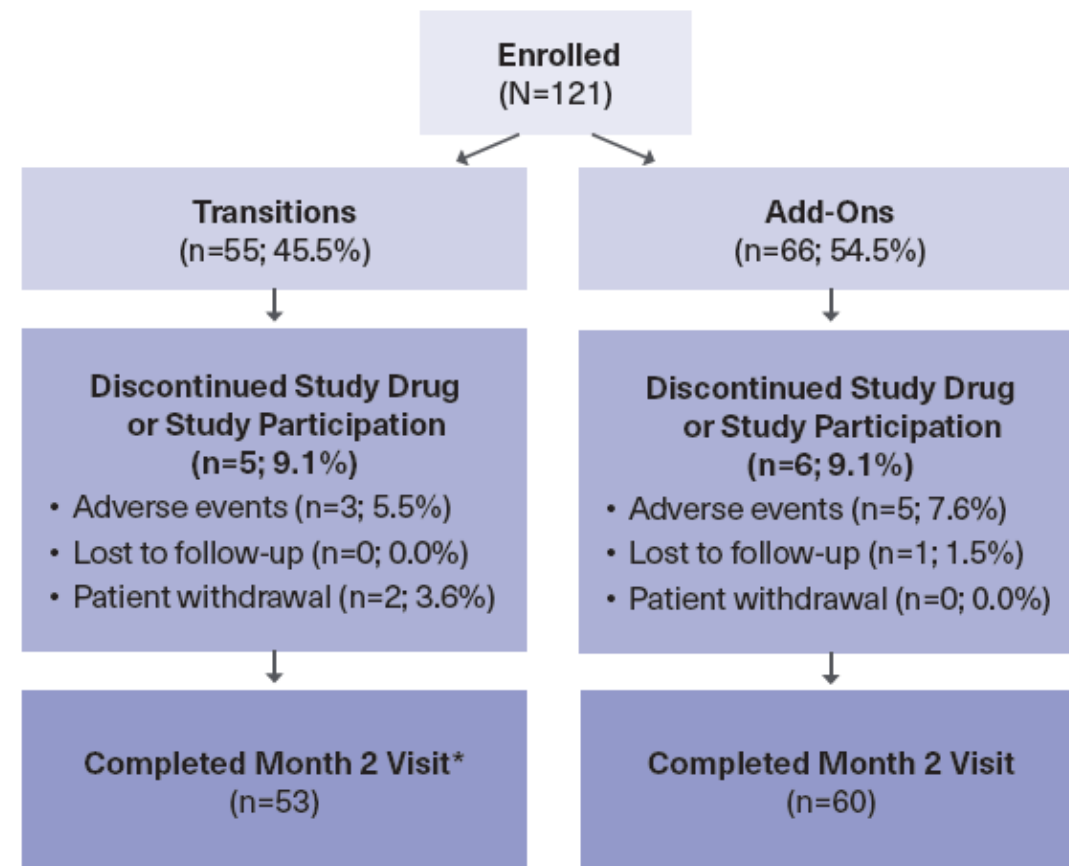 Enrolled
(N=121)
Transitions
(n=55; 45.5%)
Add-Ons
(n=66; 54.5%)
Discontinued Study Drug
or Study Participation
(n=5; 9.1%)
• Adverse events (n=3; 5.5%)
• Lost to follow-up (n=0; 0.0%)
• Patient withdrawal (n=2; 3.6%)
Discontinued Study Drug
or Study Participation
(n=6; 9.1%)
• Adverse events (n=5; 7.6%)
• Lost to follow-up (n=1; 1.5%)
• Patient withdrawal (n=0; 0.0%)
Completed Month 2 Visit*
(n=53)
Completed Month 2 Visit
(n=60)